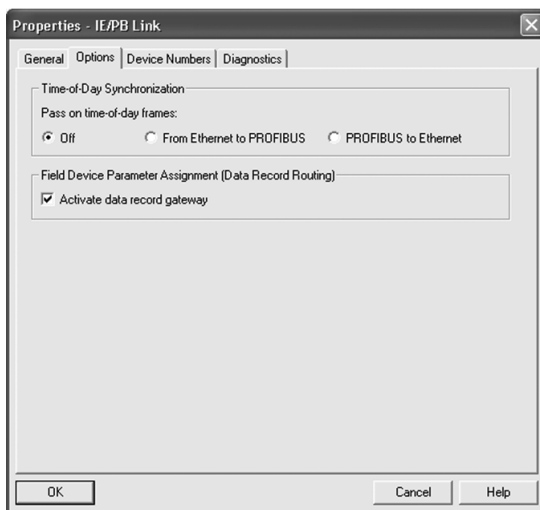 Properties - IE/PB Link
General Options Device Numbers Diagnostics
Time-of-Day Synchronization
Pass on time-of-day frames:
Off From Ethernet to PROFIBUS PROFIBUS to Ethernet
Field Device Parameter Assignment (Data Record Routing)
Activate data record gateway
OK Cancel Help